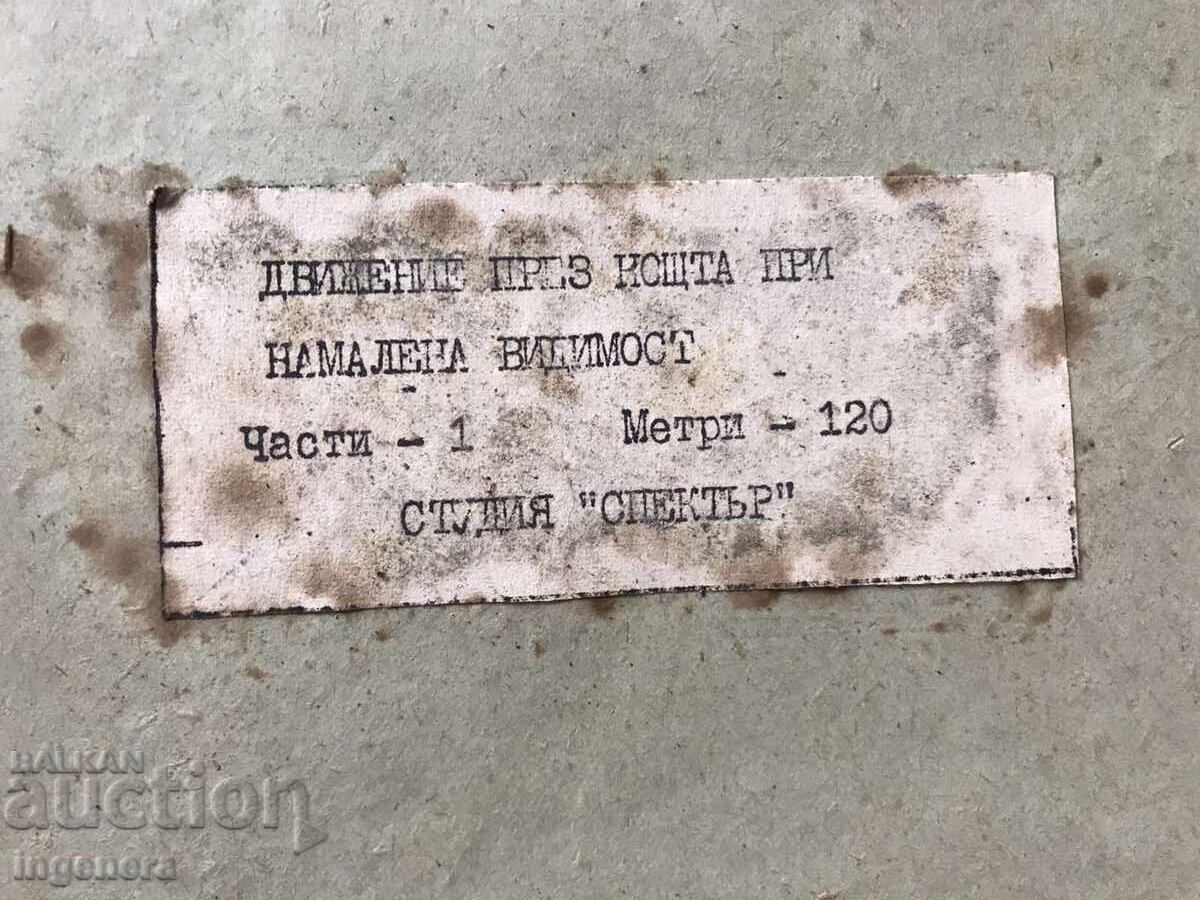 ДВИЖЕНИЕ ПРЕЗ НОЩТА ПРИ
НАМАЛЕНА ВИДИМОСТ
Части - 1 Метри - 120
СТУДИЯ "СПЕКТЪР"
BALKAN
auction
ingenera